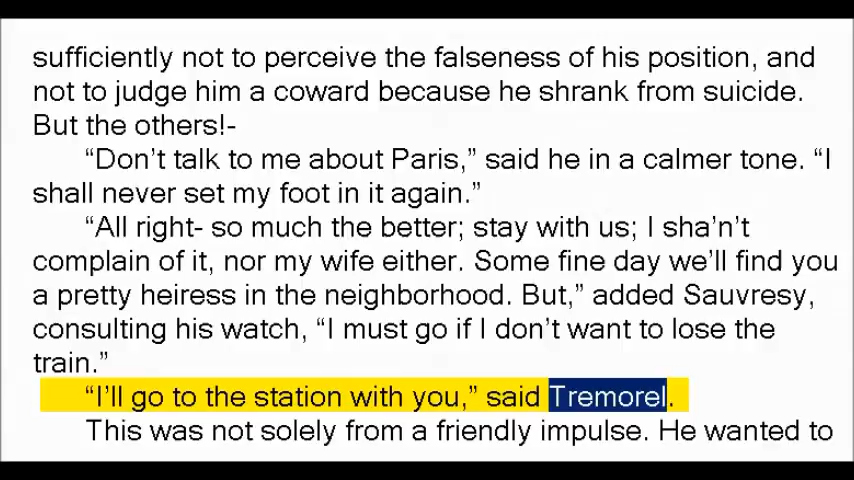 sufficiently not to perceive the falseness of his position, and
not to judge him a coward because he shrank from suicide.
But the others!-
“Don’t talk to me about Paris,” said he in a calmer tone. “I
shall never set my foot in it again.”
“All right- so much the better; stay with us; I sha’n’t
complain of it, nor my wife either. Some fine day we’ll find you
a pretty heiress in the neighborhood. But,” added Sauvresy,
consulting his watch, “I must go if I don’t want to lose the
train.”
“I’ll go to the station with you,” said Tremorel.
This was not solely from a friendly impulse. He wanted to